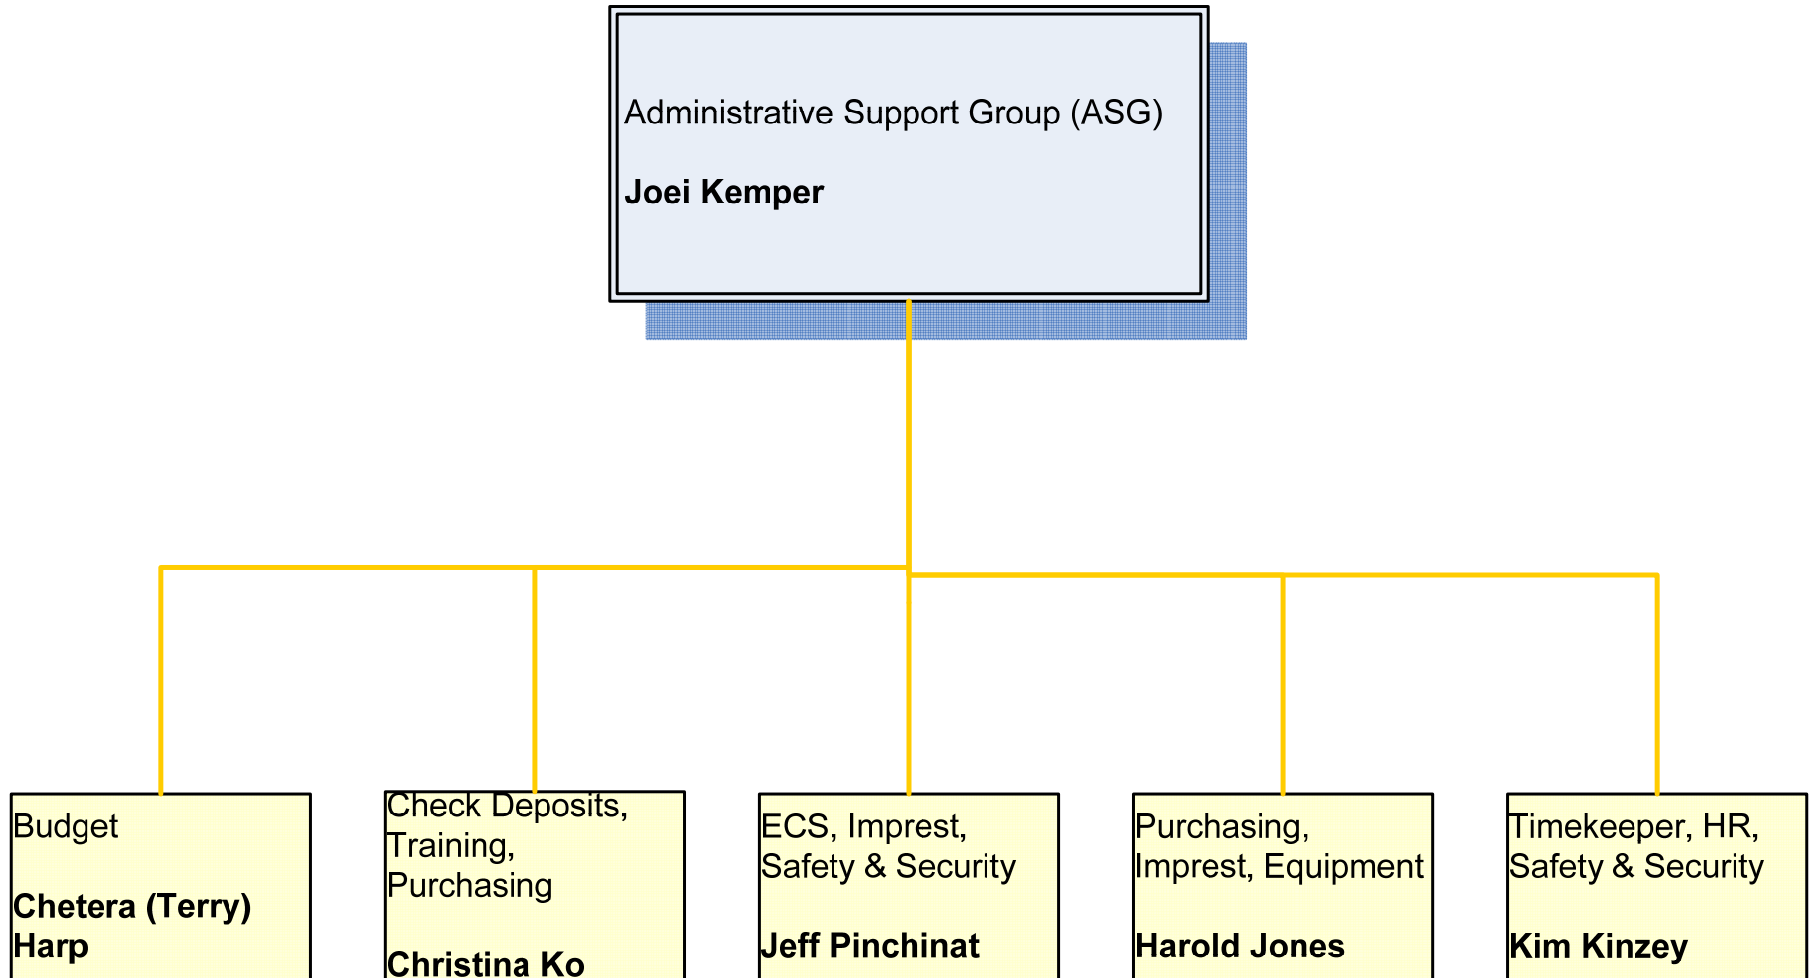 Administrative Support Group (ASG)
Joei Kemper
Budget
Chetera (Terry)
Harp
Check Deposits,
Training,
Purchasing
Christina Ko
ECS, Imprest,
Safety & Security
Jeff Pinchinat
Purchasing,
Imprest, Equipment
Harold Jones
Timekeeper, HR,
Safety & Security
Kim Kinzey